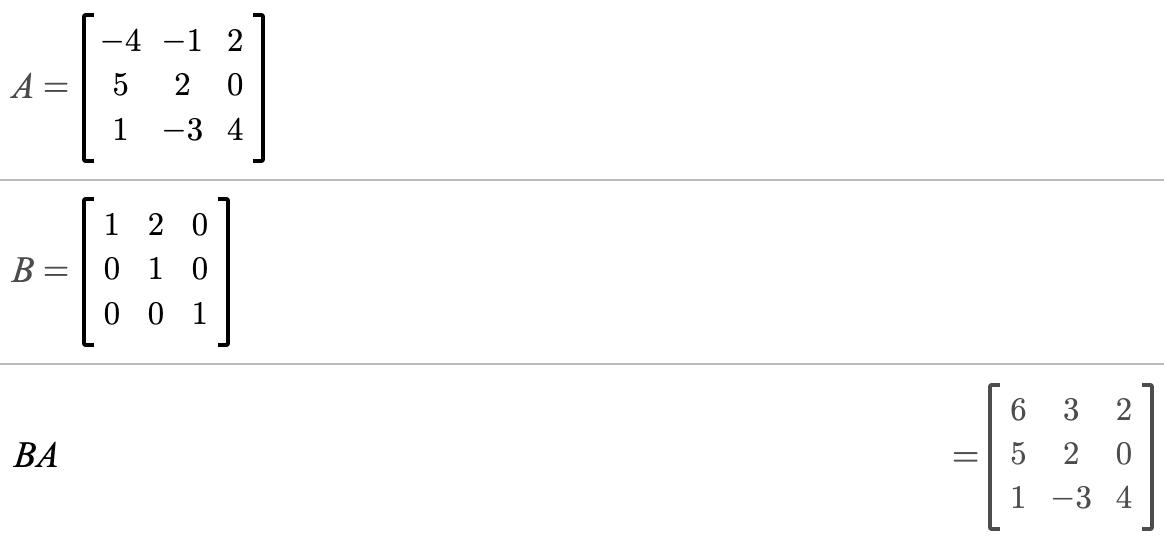 −4 −1 2
A = 5 2 0
1 −3 4
1 2 0
B = 0 1 0
0 0 1
6 3 2
BA = 5 2 0
1 −3 4